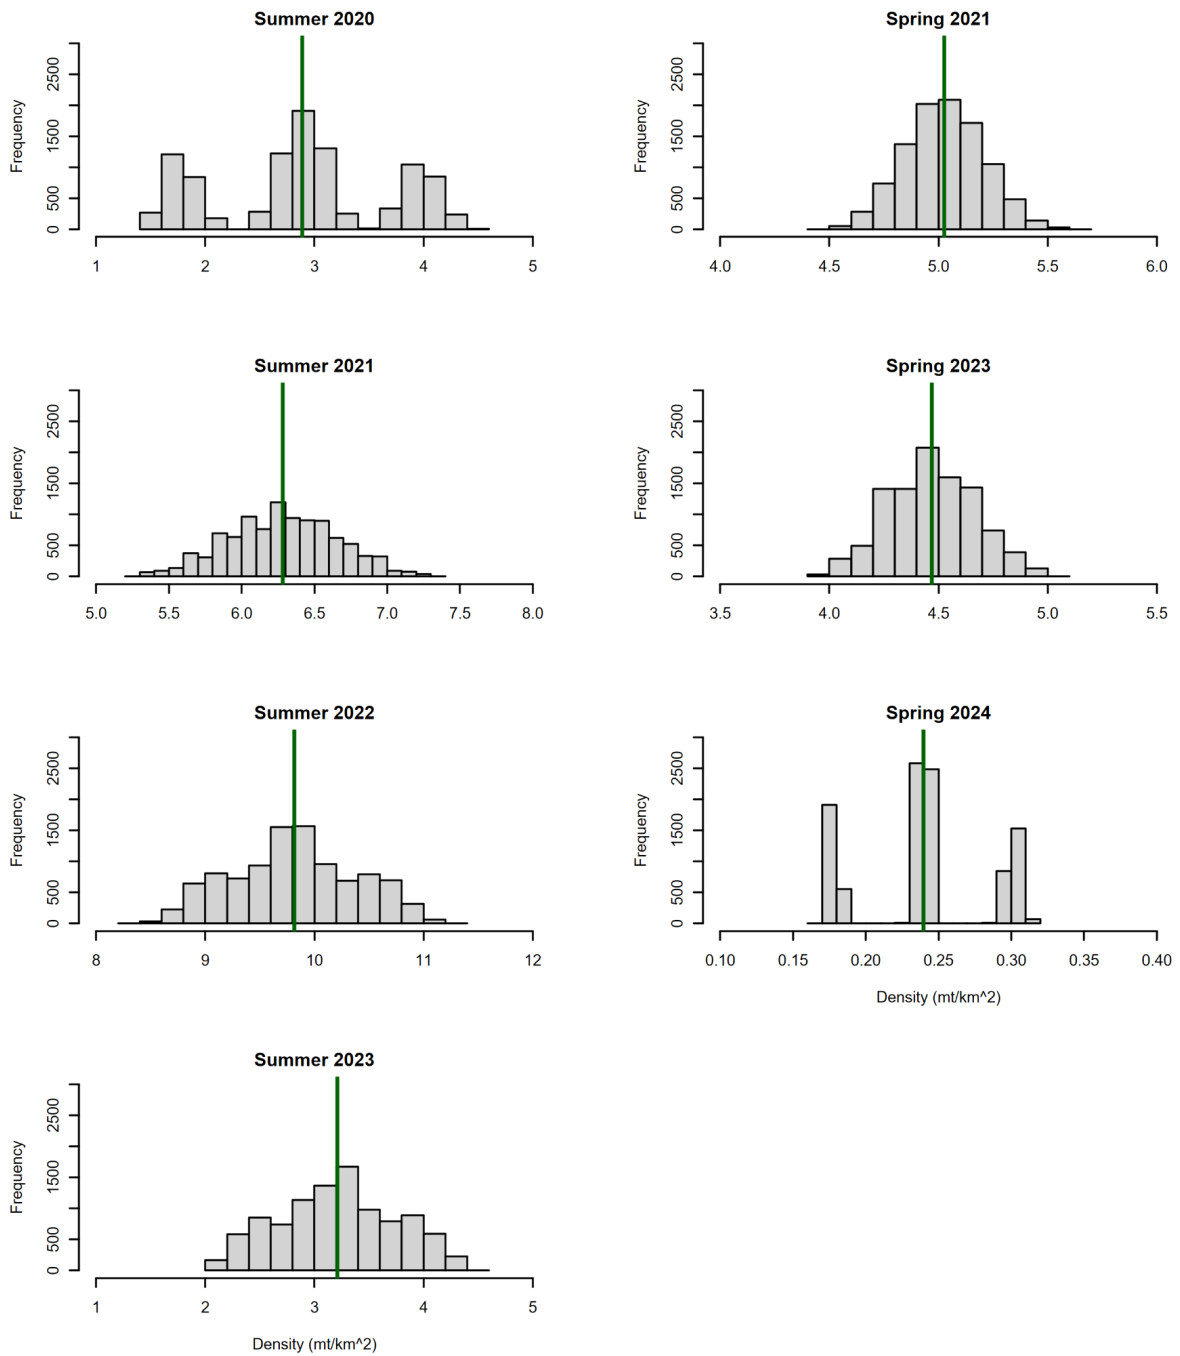 Summer 2020
Frequency
0 500 1500 2500
1 2 3 4 5
Spring 2021
Frequency
0 500 1500 2500
4.0 4.5 5.0 5.5 6.0
Summer 2021
Frequency
0 500 1500 2500
5.0 5.5 6.0 6.5 7.0 7.5 8.0
Spring 2023
Frequency
0 500 1500 2500
3.5 4.0 4.5 5.0 5.5
Summer 2022
Frequency
0 500 1500 2500
8 9 10 11 12
Spring 2024
Frequency
0 500 1500 2500
0.10 0.15 0.20 0.25 0.30 0.35 0.40
Density (mt/km^2)
Summer 2023
Frequency
0 500 1500 2500
1 2 3 4 5
Density (mt/km^2)